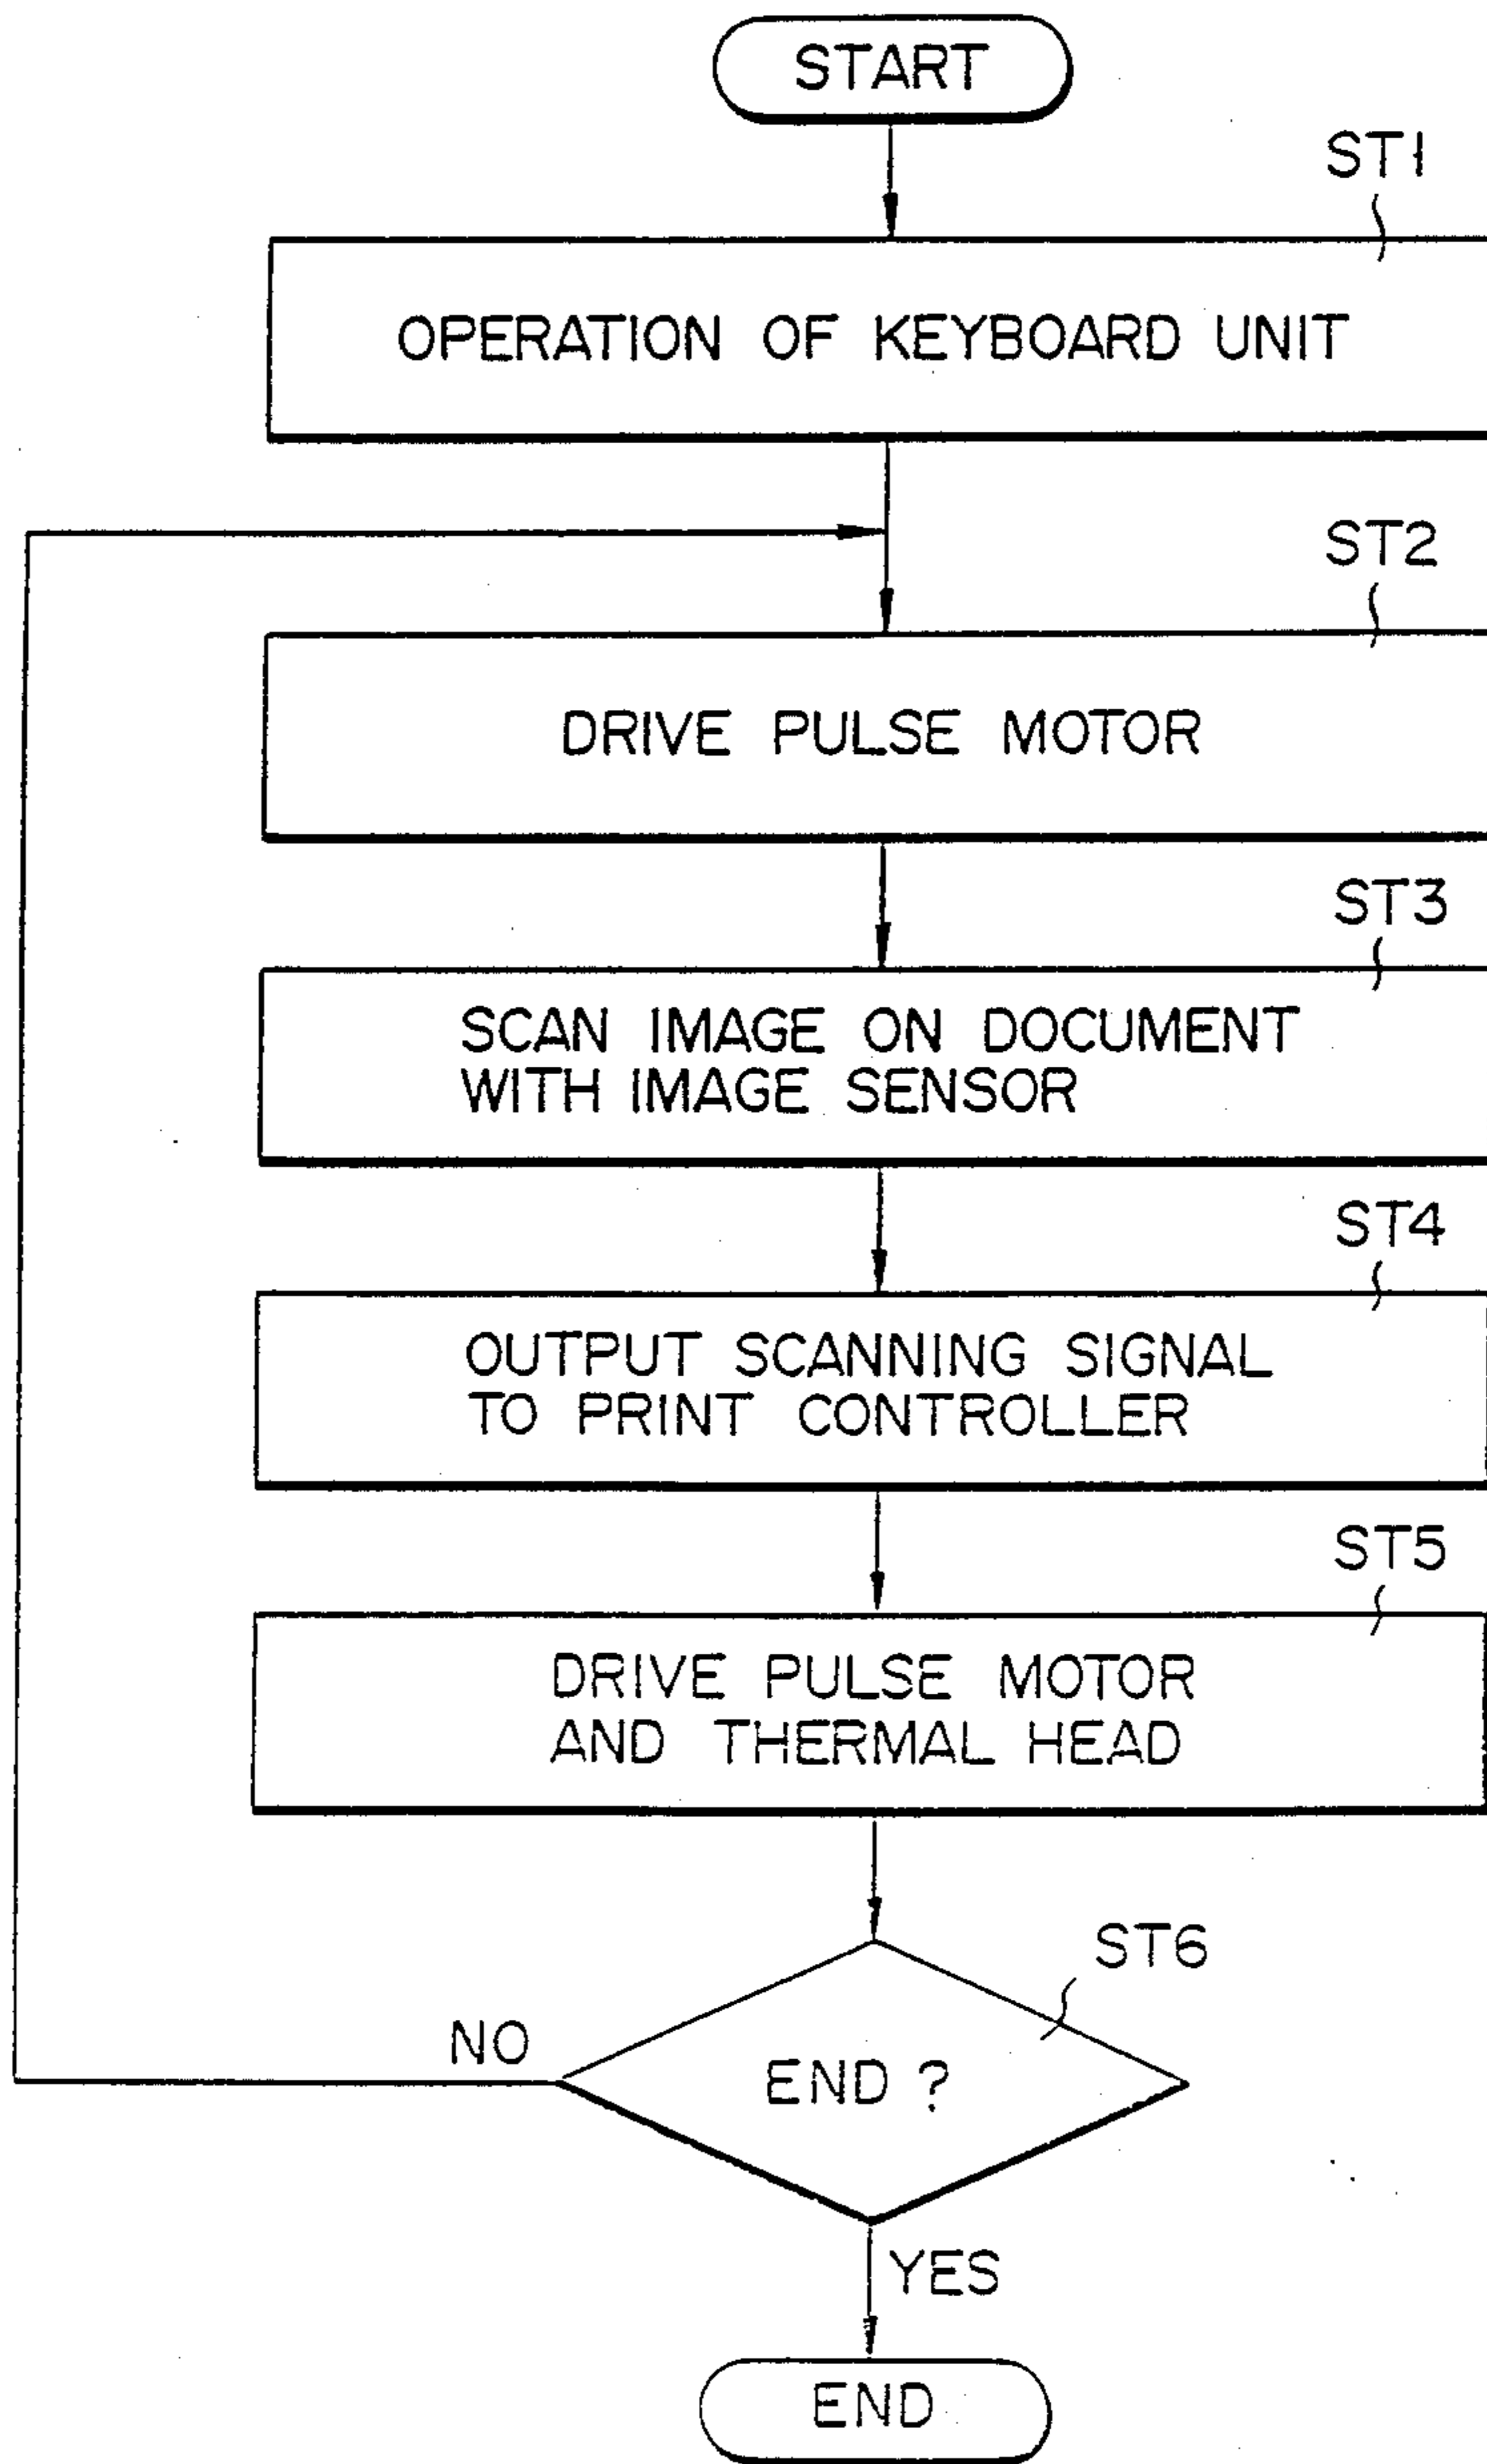 START
ST1
OPERATION OF KEYBOARD UNIT
ST2
DRIVE PULSE MOTOR
ST3
SCAN IMAGE ON DOCUMENT
WITH IMAGE SENSOR
ST4
OUTPUT SCANNING SIGNAL
TO PRINT CONTROLLER
ST5
DRIVE PULSE MOTOR
AND THERMAL HEAD
ST6
NO
END ?
YES
END